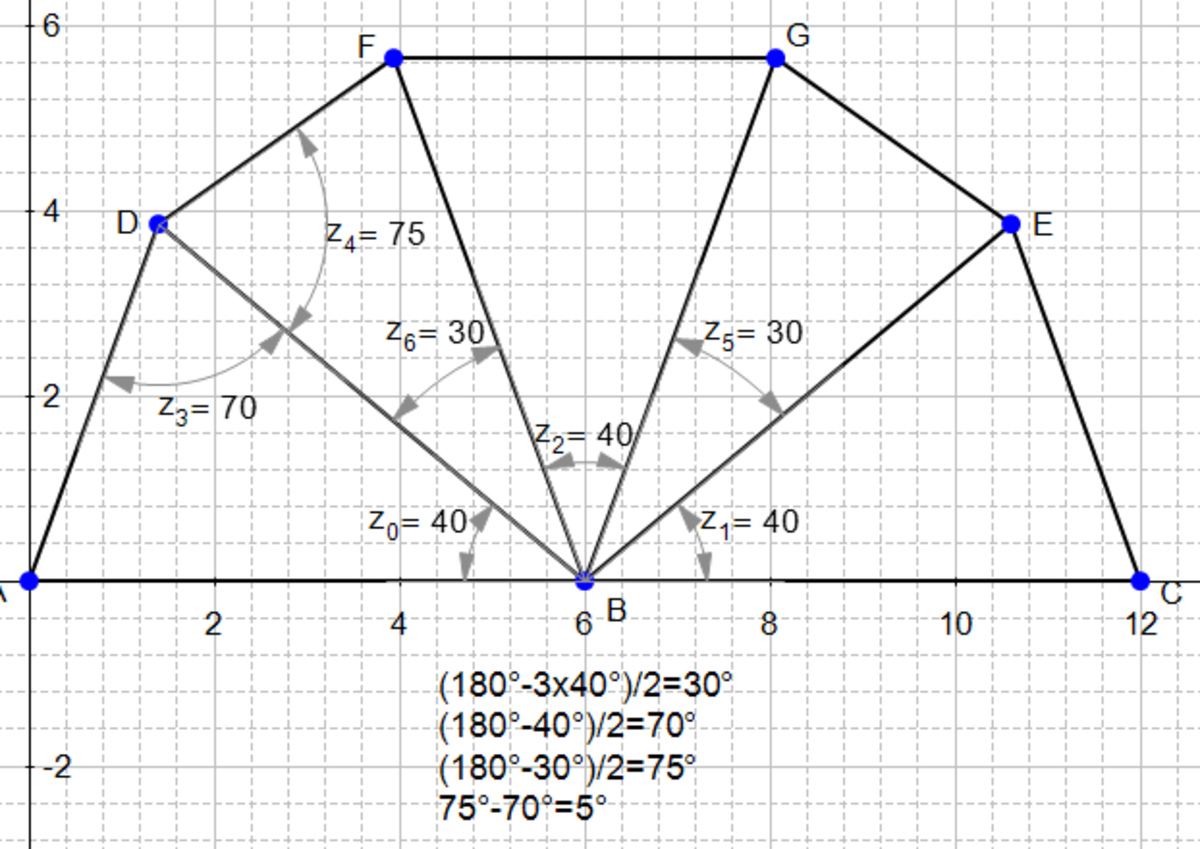 6
F
G
4
D
E
z4= 75
z6= 30
z5= 30
2
z3= 70
z2= 40
z0= 40
z1= 40
A
B
C
2
4
6
8
10
12
(180°-3x40°)/2=30°
(180°-40°)/2=70°
(180°-30°)/2=75°
-2
75°-70°=5°